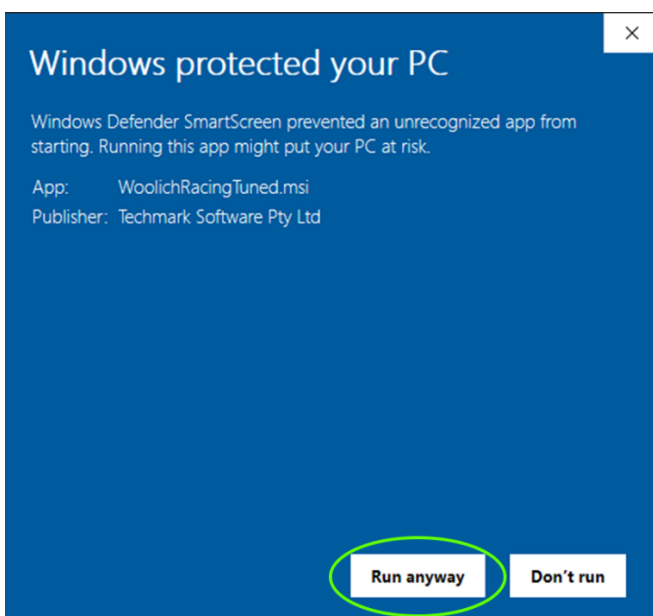 Windows protected your PC
Windows Defender SmartScreen prevented an unrecognized app from
starting. Running this app might put your PC at risk.
App: WoolichRacingTuned.msi
Publisher: Techmark Software Pty Ltd
Run anyway Don't run